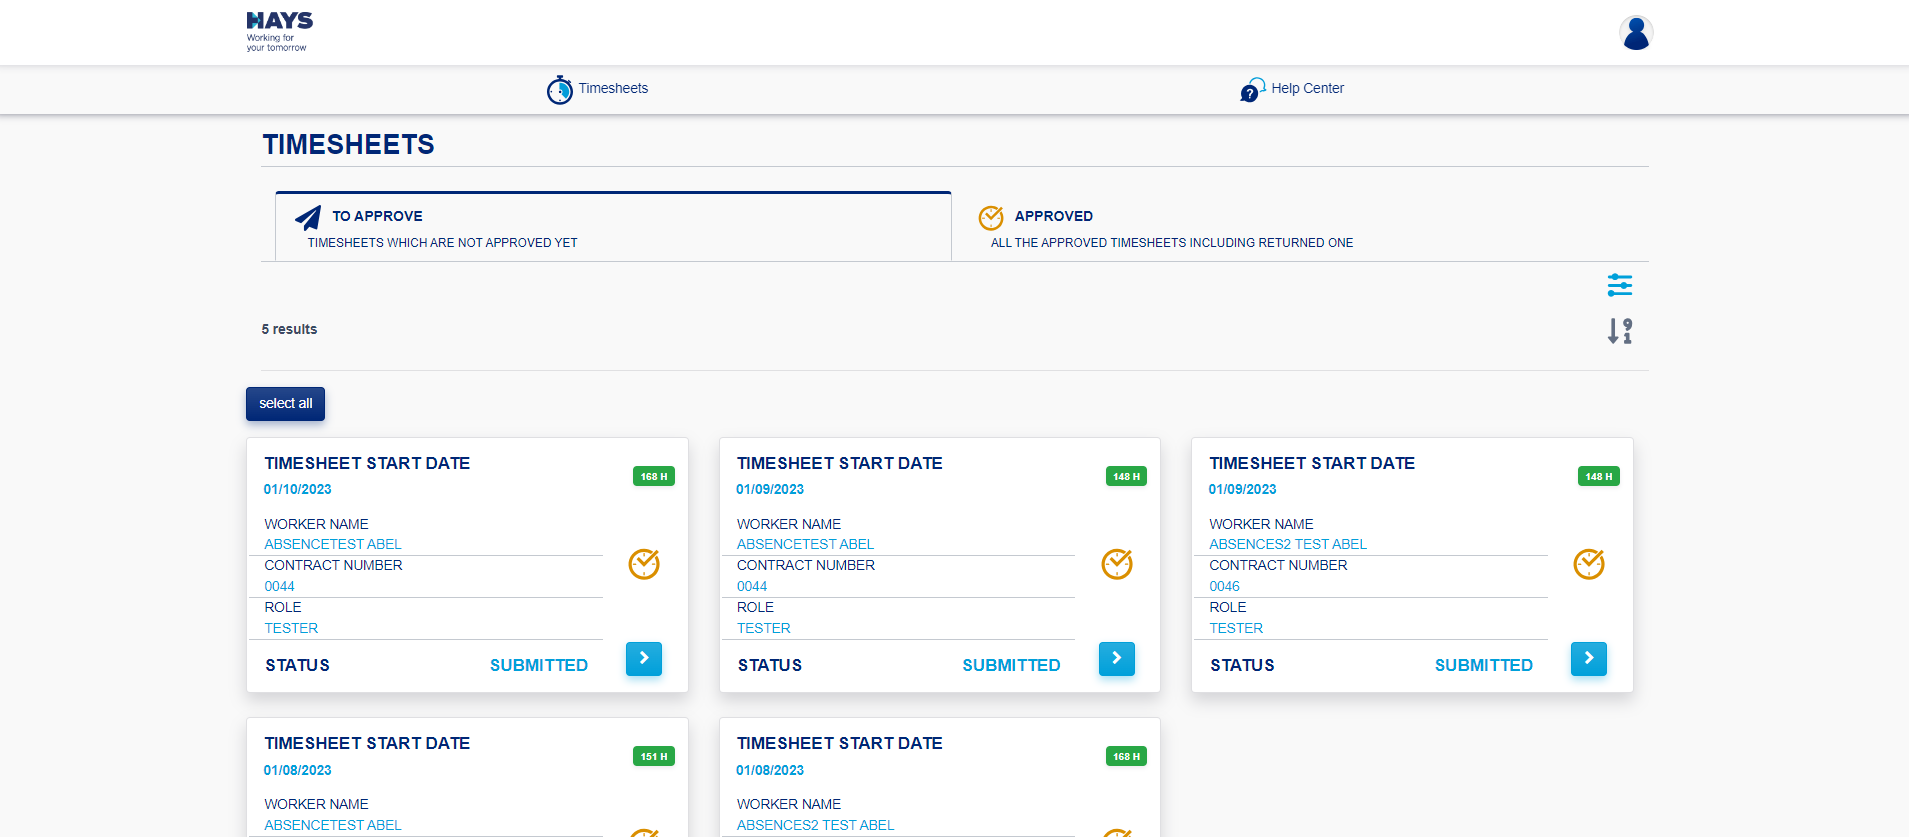 HAYS
Working for
your tomorrow
Timesheets
Help Center
TIMESHEETS
TO APPROVE
TIMESHEETS WHICH ARE NOT APPROVED YET
APPROVED
ALL THE APPROVED TIMESHEETS INCLUDING RETURNED ONE
5 results
select all
TIMESHEET START DATE
168 H
01/10/2023
WORKER NAME
ABSENCETEST ABEL
CONTRACT NUMBER
0044
ROLE
TESTER
STATUS SUBMITTED
TIMESHEET START DATE
148 H
01/09/2023
WORKER NAME
ABSENCETEST ABEL
CONTRACT NUMBER
0044
ROLE
TESTER
STATUS SUBMITTED
TIMESHEET START DATE
148 H
01/09/2023
WORKER NAME
ABSENCES2 TEST ABEL
CONTRACT NUMBER
0046
ROLE
TESTER
STATUS SUBMITTED
TIMESHEET START DATE
151 H
01/08/2023
WORKER NAME
ABSENCETEST ABEL
TIMESHEET START DATE
168 H
01/08/2023
WORKER NAME
ABSENCES2 TEST ABEL